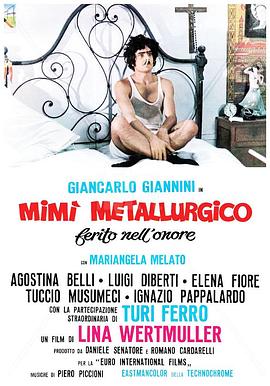 GIANCARLO GIANNINI in
MIMÌ METALLURGICO
ferito nell'onore
con MARIANGELA MELATO
AGOSTINA BELLI • LUIGI DIBERTI • ELENA FIORE
TUCCIO MUSUMECI • IGNAZIO PAPPALARDO
CON LA PARTECIPAZIONE STRAORDINARIA DI TURI FERRO
UN FILM DI LINA WERTMULLER
PRODOTTO DA DANIELE SENATORE E ROMANO CARDARELLI
PER LA "EURO INTERNATIONAL FILMS"
MUSICHE DI PIERO PICCIONI EASTMANCOLOR DELLA TECHNOCHROME